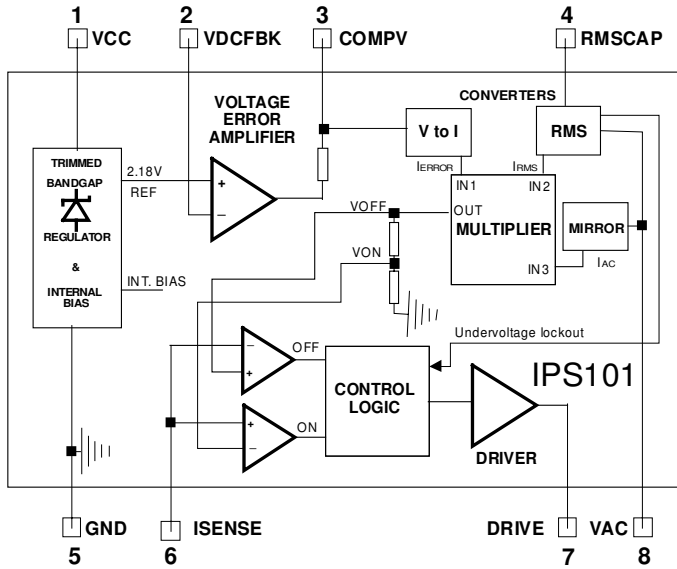 1
2
3
4
VCC
VDCFBK
COMPV
RMSCAP
VOLTAGE
ERROR
AMPLIFIER
CONVERTERS
V to I
RMS
TRIMMED
BANDGAP
REGULATOR
&
INTERNAL
BIAS
2.18V
REF
INT. BIAS
+
−
IERROR
IRMS
IN1
IN2
OUT
MULTIPLIER
IN3
MIRROR
IAC
VOFF
VON
Undervoltage lockout
IPS101
−
+
OFF
+
−
ON
CONTROL
LOGIC
DRIVER
GND
ISENSE
DRIVE
VAC
5
6
7
8